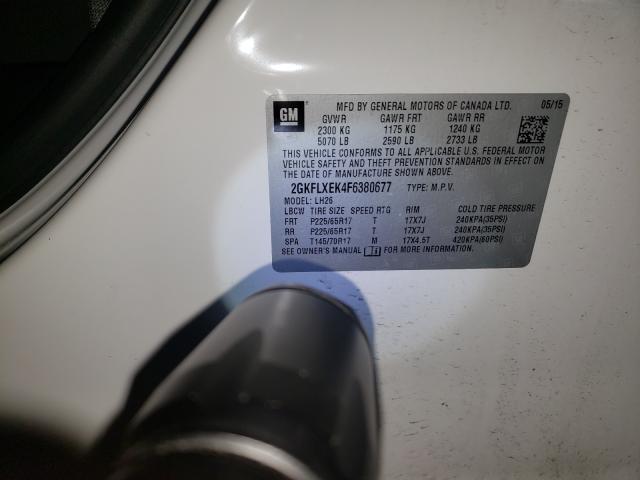 GM
MFD BY GENERAL MOTORS OF CANADA LTD. 05/15
GVWR GAWR FRT GAWR RR
2300 KG 1175 KG 1240 KG
5070 LB 2590 LB 2733 LB
THIS VEHICLE CONFORMS TO ALL APPLICABLE U.S. FEDERAL MOTOR
VEHICLE SAFETY AND THEFT PREVENTION STANDARDS IN EFFECT ON
THE DATE OF MANUFACTURE SHOWN ABOVE.
2GKFLXEK4F6380677 TYPE: M.P.V.
MODEL: LH26
LBCW TIRE SIZE SPEED RTG RIM COLD TIRE PRESSURE
FRT P225/65R17 T 17X7J 240KPA(35PSI)
RR P225/65R17 T 17X7J 240KPA(35PSI)
SPA T145/70R17 M 17X4.5T 420KPA(60PSI)
SEE OWNER'S MANUAL FOR MORE INFORMATION.